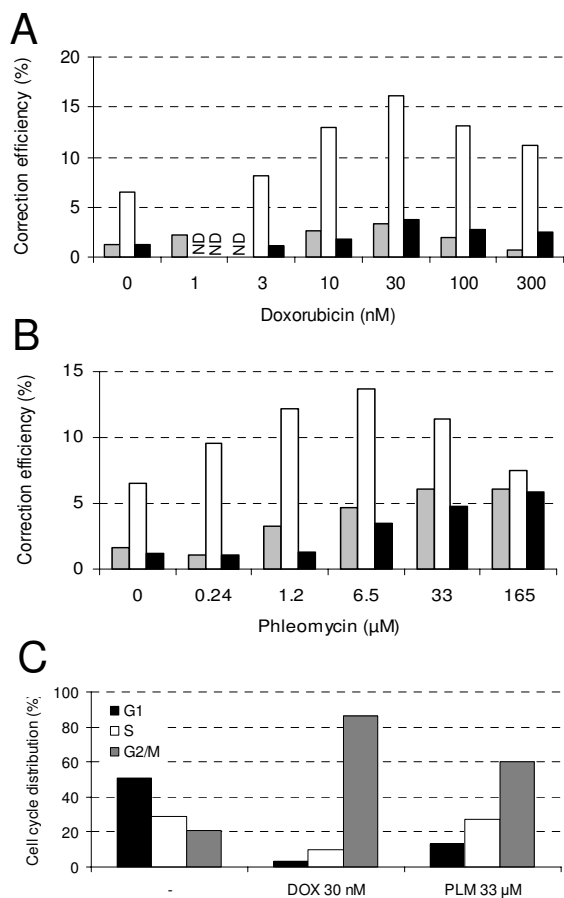 A
Correction efficiency (%)
20
15
10
5
0
ND
ND
ND
0 1 3 10 30 100 300
Doxorubicin (nM)
B
Correction efficiency (%)
15
10
5
0
0 0.24 1.2 6.5 33 165
Phleomycin (µM)
C
Cell cycle distribution (%)
100
80
60
40
20
0
G1
S
G2/M
- DOX 30 nM PLM 33 µM